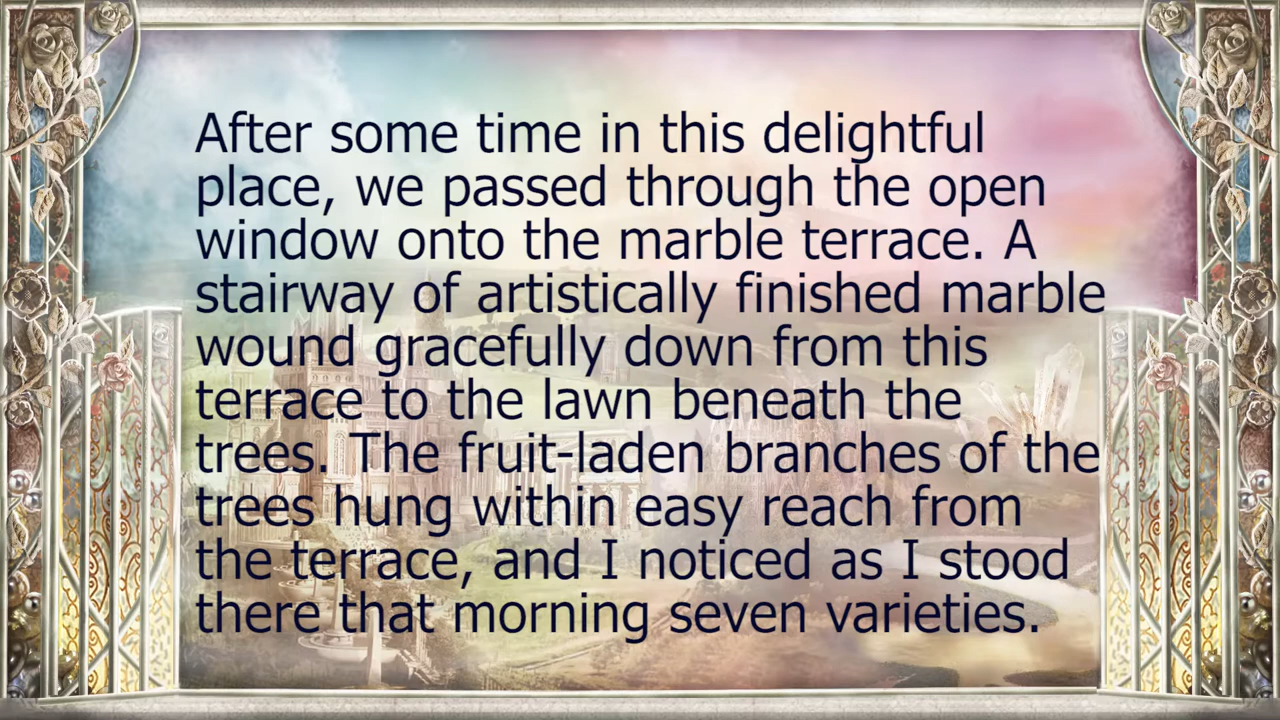 After some time in this delightful
place, we passed through the open
window onto the marble terrace. A
stairway of artistically finished marble
wound gracefully down from this
terrace to the lawn beneath the
trees. The fruit-laden branches of the
trees hung within easy reach from
the terrace, and I noticed as I stood
there that morning seven varieties.